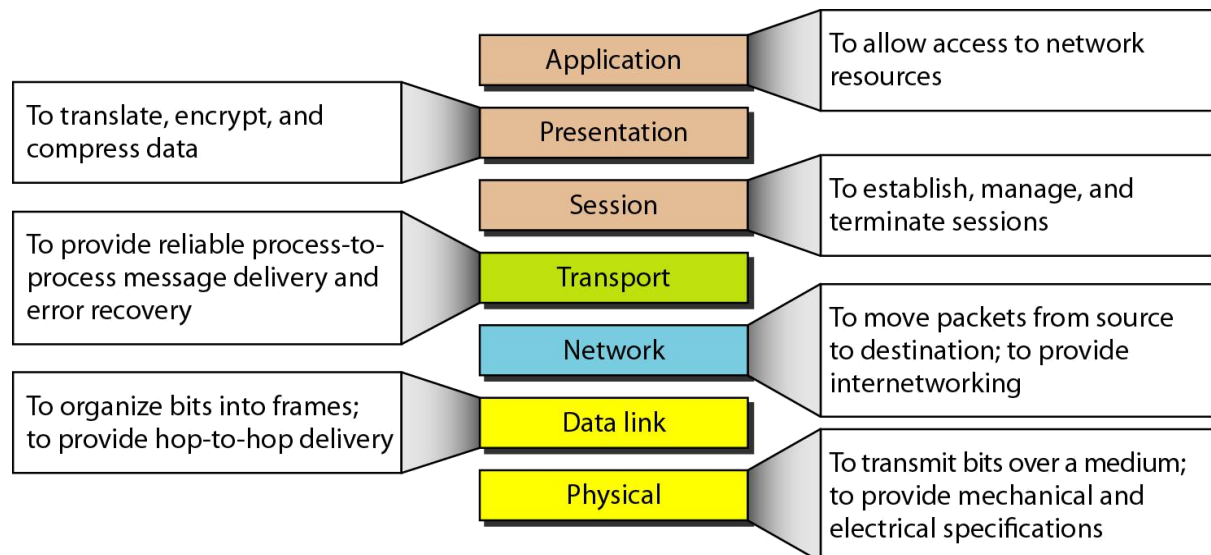 Application
To allow access to network
resources
To translate, encrypt, and
compress data
Presentation
Session
To establish, manage, and
terminate sessions
To provide reliable process-to-
process message delivery and
error recovery
Transport
Network
To move packets from source
to destination; to provide
internetworking
To organize bits into frames;
to provide hop-to-hop delivery
Data link
Physical
To transmit bits over a medium;
to provide mechanical and
electrical specifications